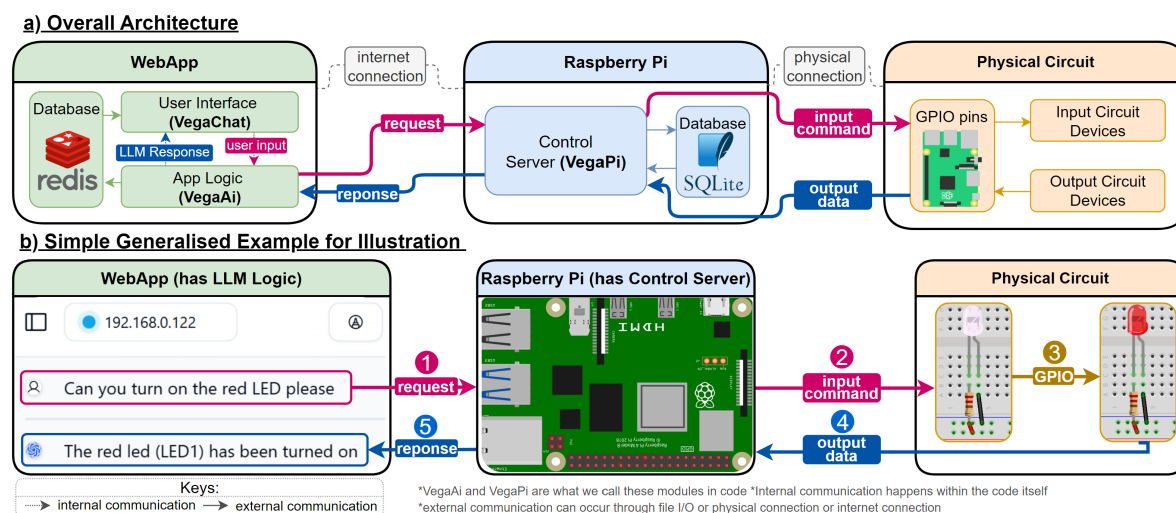 a) Overall Architecture
WebApp
internet
connection
Raspberry Pi
physical
connection
Physical Circuit
Database
redis
User Interface
(VegaChat)
LLM Response
user input
App Logic
(VegaAi)
request
reponse
Control
Server (VegaPi)
Database
SQLite
input
command
output
data
GPIO pins
Input Circuit
Devices
Output Circuit
Devices
b) Simple Generalised Example for Illustration
WebApp (has LLM Logic)
Raspberry Pi (has Control Server)
Physical Circuit
192.168.0.122
Can you turn on the red LED please
The red led (LED1) has been turned on
1
request
5
reponse
HDMI
Raspberry Pi Model B
© Raspberry Pi 2018
2
input
command
4
output
data
3
GPIO
Keys:
internal communication
external communication
*VegaAi and VegaPi are what we call these modules in code *Internal communication happens within the code itself
*external communication can occur through file I/O or physical connection or internet connection